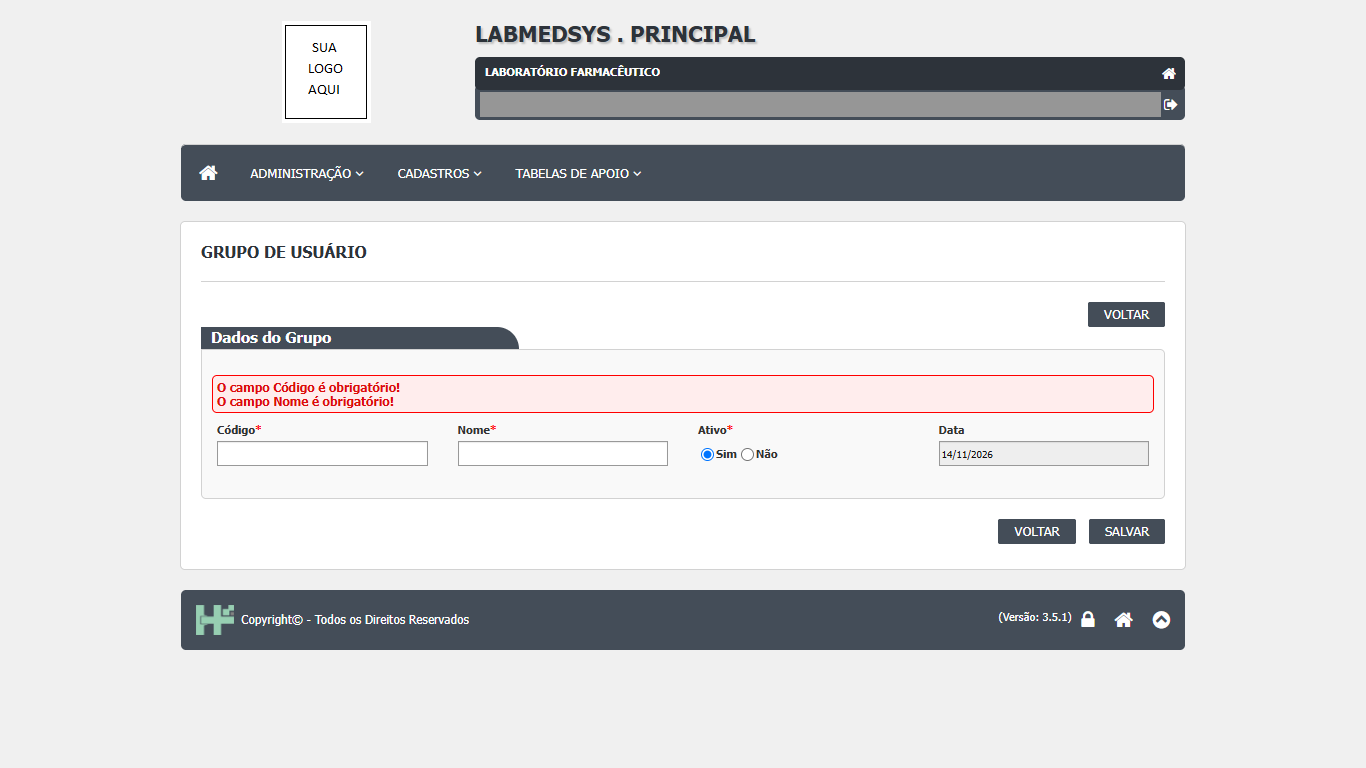 SUA
LOGO
AQUI
LABMEDSYS . PRINCIPAL
LABORATÓRIO FARMACÊUTICO
ADMINISTRAÇÃO CADASTROS TABELAS DE APOIO
GRUPO DE USUÁRIO
VOLTAR
Dados do Grupo
O campo Código é obrigatório!
O campo Nome é obrigatório!
Código* Nome* Ativo* Data
Sim Não 14/11/2026
VOLTAR SALVAR
Copyright© - Todos os Direitos Reservados (Versão: 3.5.1)